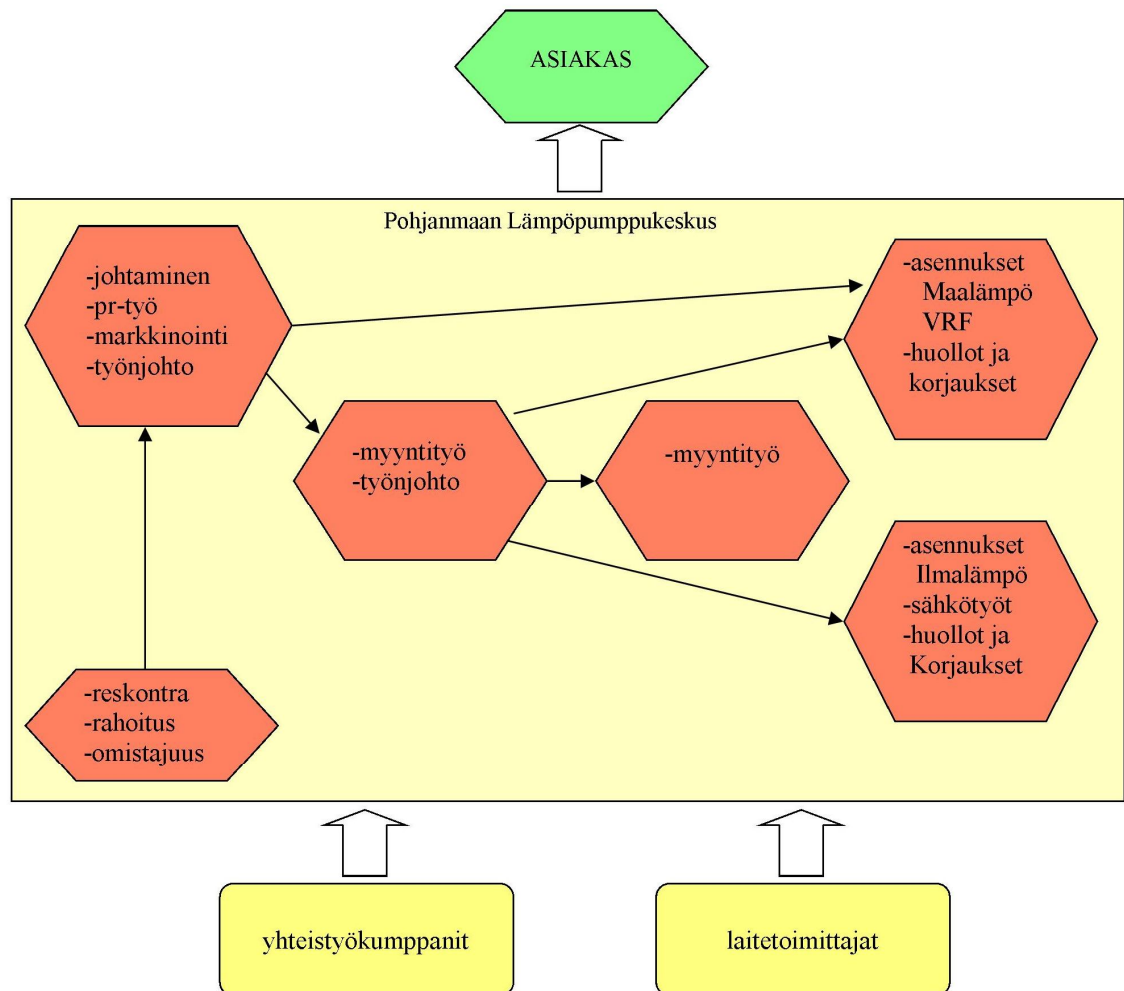 ASIAKAS
Pohjanmaan Lämpöpumppukeskus
-johtaminen
-pr-työ
-markkinointi
-työnjohto
-asennukset
Maalämpö
VRF
-huollot ja
korjaukset
-myyntityö
-työnjohto
-myyntityö
-asennukset
Ilmalämpö
-sähkötyöt
-huollot ja
Korjaukset
-reskontra
-rahoitus
-omistajuus
yhteistyökumppanit
laitetoimittajat